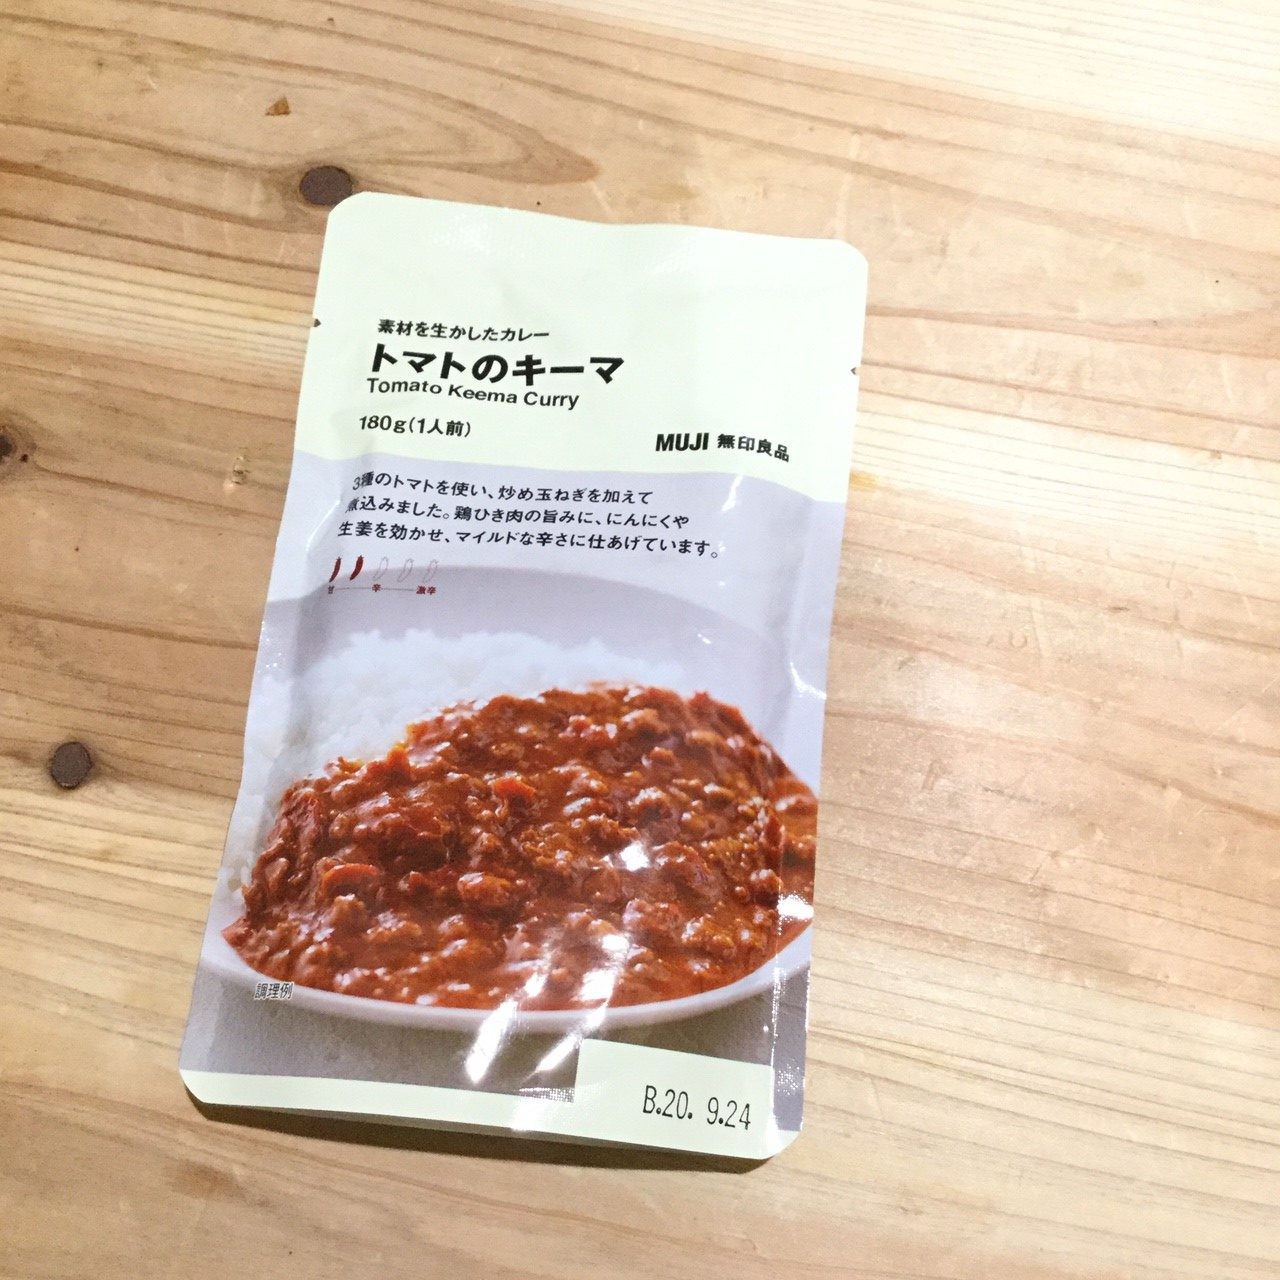 素材を生かしたカレー
トマトのキーマ
Tomato Keema Curry
180g(1人前)
MUJI 無印良品
3種のトマトを使い、炒め玉ねぎを加えて
煮込みました。鶏ひき肉の旨みに、にんにくや
生姜を効かせ、マイルドな辛さに仕あげています。
甘 辛 激辛
調理例
B.20. 9.24